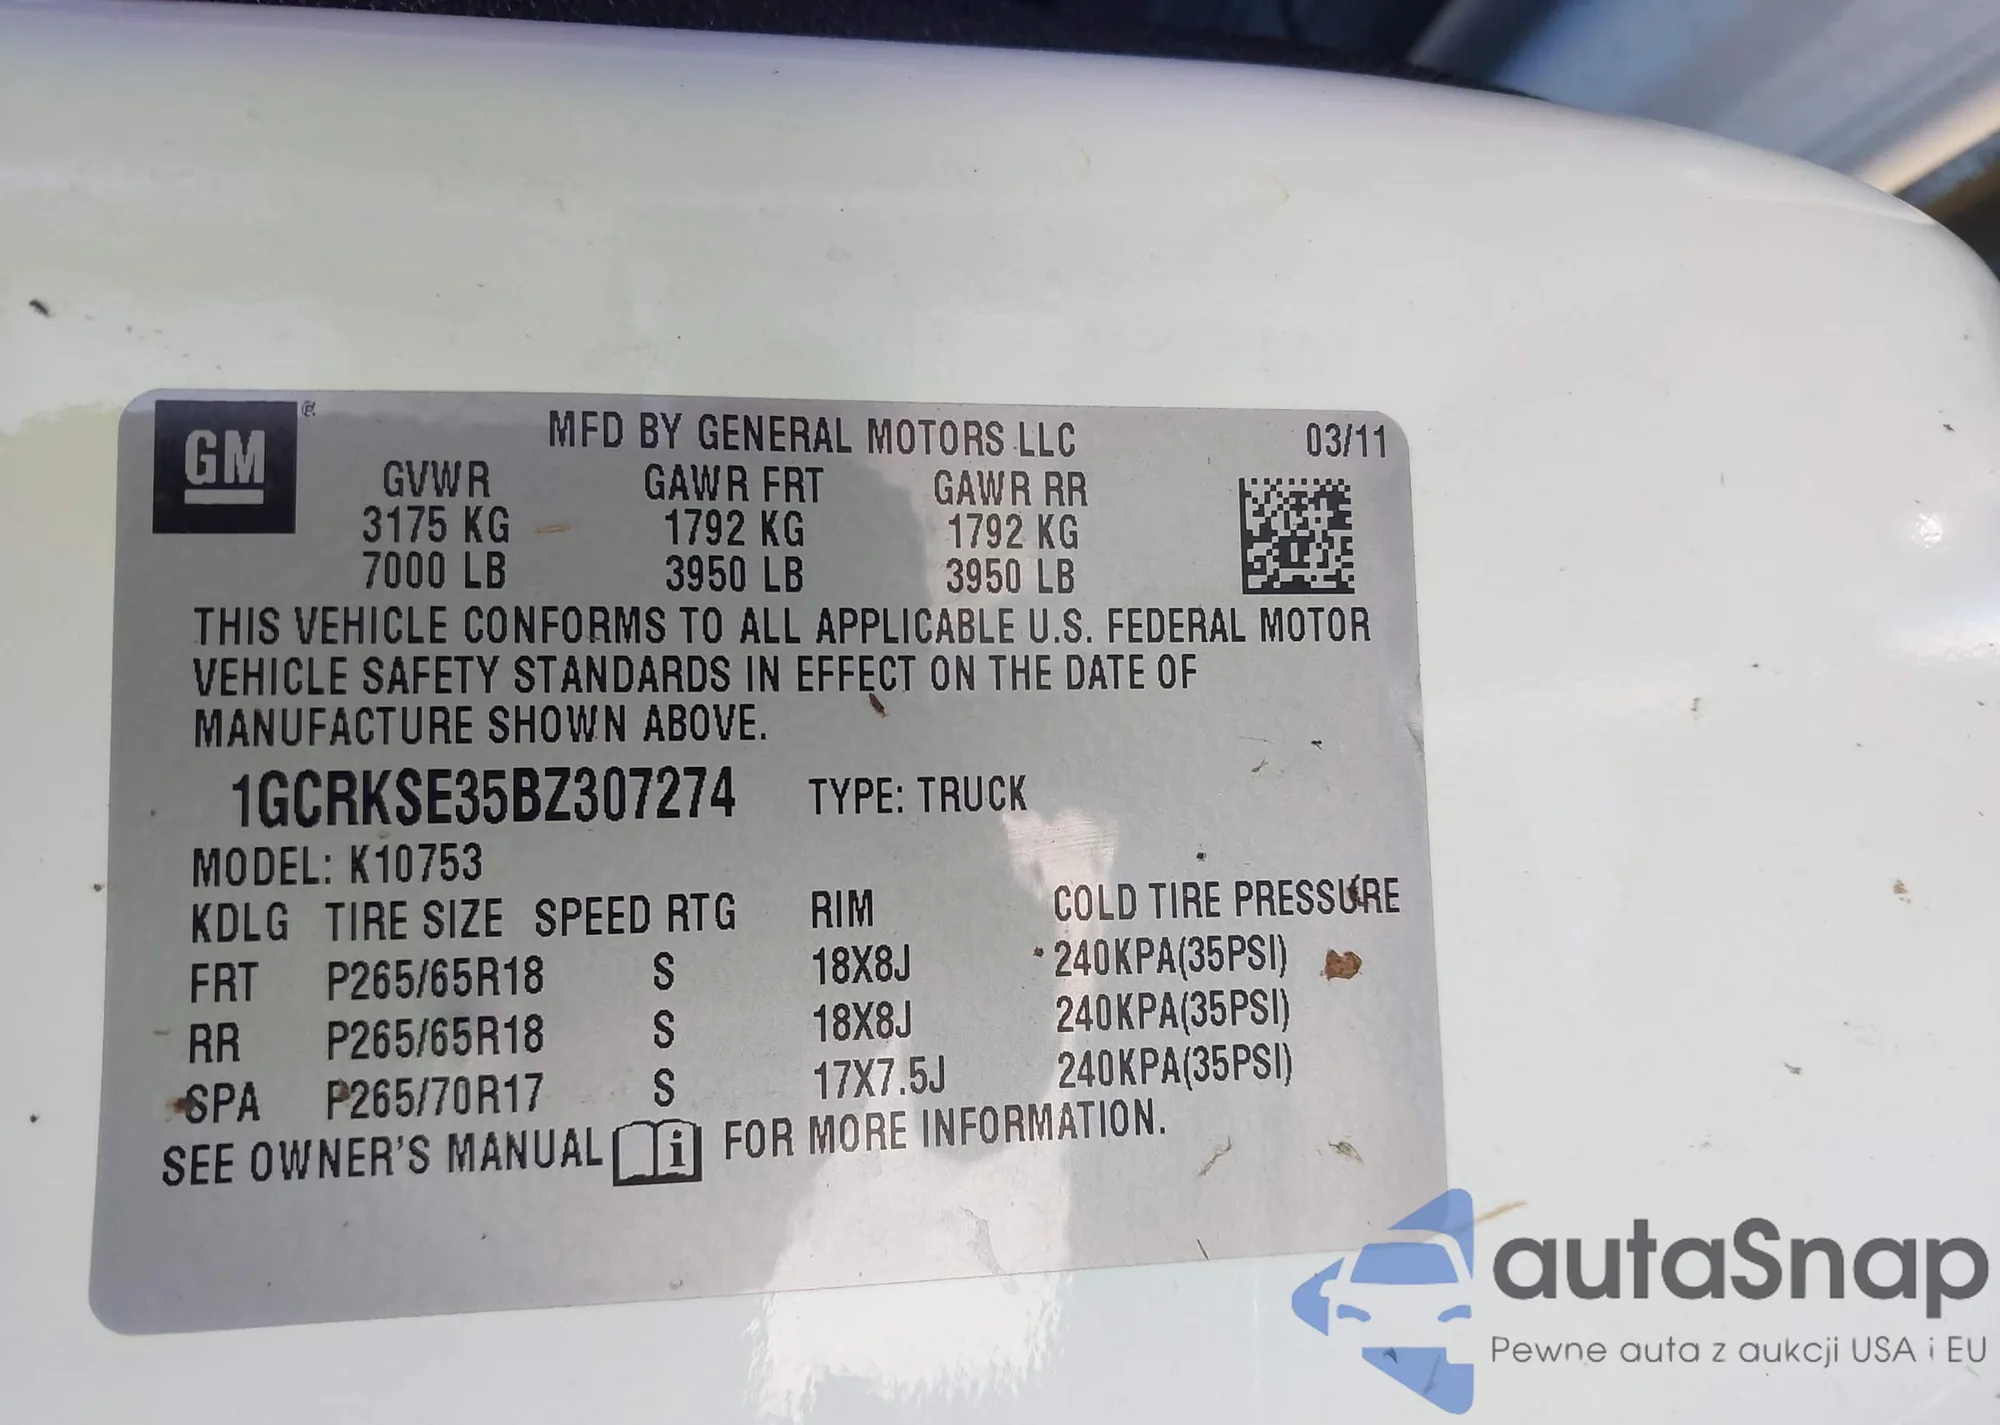 GM ®
MFD BY GENERAL MOTORS LLC 03/11
GVWR GAWR FRT GAWR RR
3175 KG 1792 KG 1792 KG
7000 LB 3950 LB 3950 LB
THIS VEHICLE CONFORMS TO ALL APPLICABLE U.S. FEDERAL MOTOR
VEHICLE SAFETY STANDARDS IN EFFECT ON THE DATE OF
MANUFACTURE SHOWN ABOVE.
1GCRKSE35BZ307274 TYPE: TRUCK
MODEL: K10753
KDLG TIRE SIZE SPEED RTG RIM COLD TIRE PRESSURE
FRT P265/65R18 S 18X8J 240KPA(35PSI)
RR P265/65R18 S 18X8J 240KPA(35PSI)
SPA P265/70R17 S 17X7.5J 240KPA(35PSI)
SEE OWNER'S MANUAL i FOR MORE INFORMATION.
autaSnap
Pewne auta z aukcji USA i EU